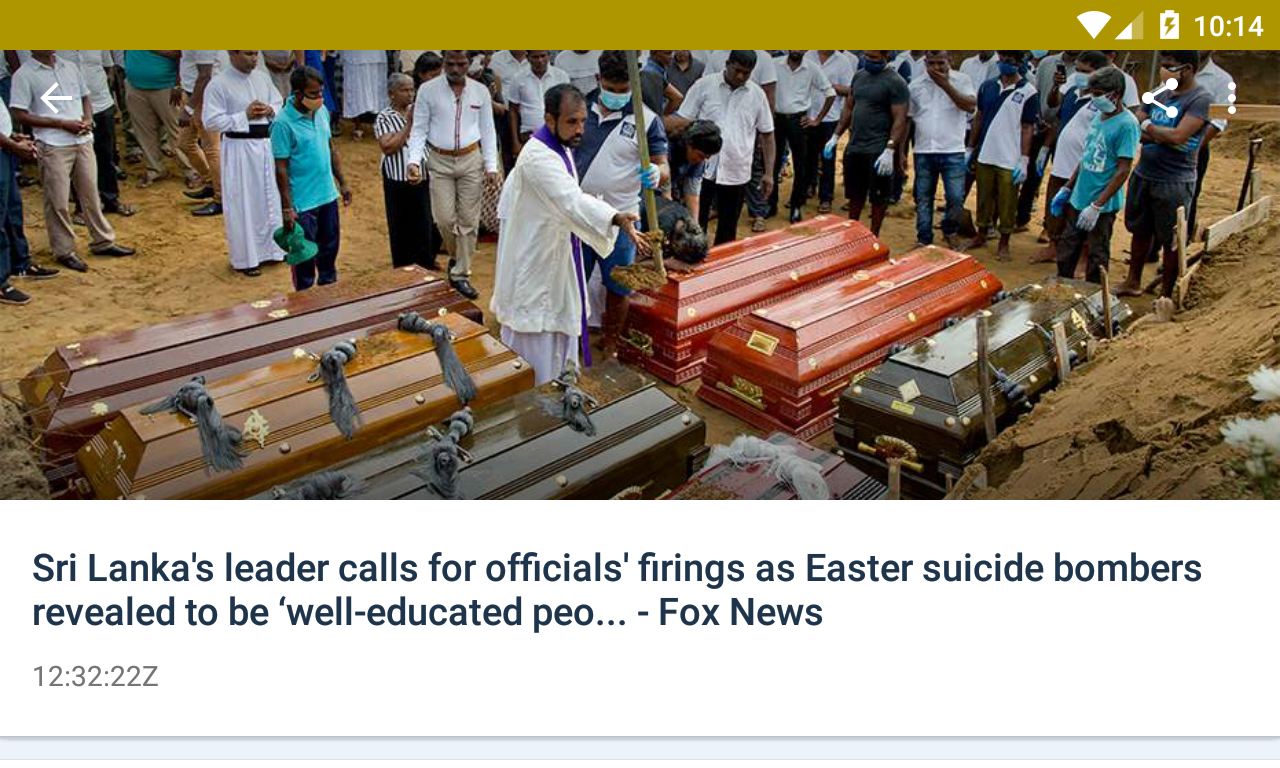 10:14
Sri Lanka's leader calls for officials' firings as Easter suicide bombers
revealed to be ‘well-educated peo... - Fox News
12:32:22Z